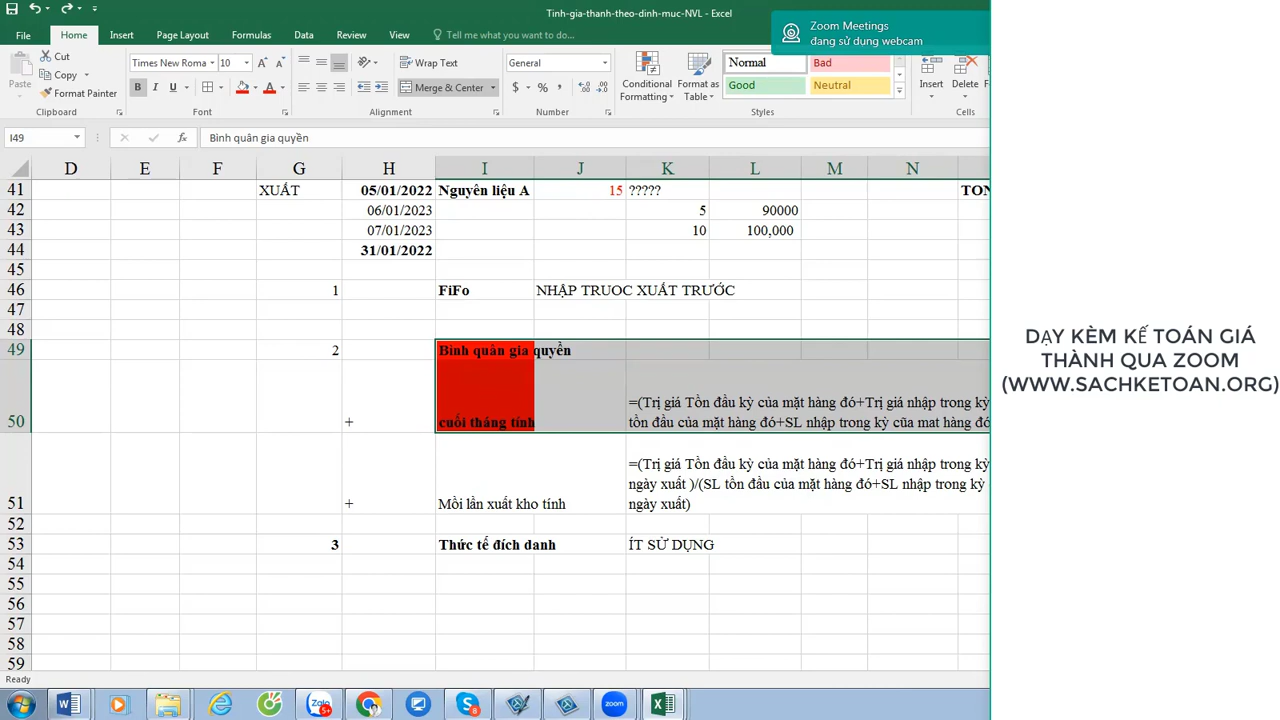 Tinh-gia-thanh-theo-dinh-muc-NVL - Excel
Zoom Meetings
đang sử dụng webcam
File Home Insert Page Layout Formulas Data Review View Tell me what you want to do...
Cut
Copy
Format Painter
Paste
Clipboard
Times New Roma 10
B I U
Font
Wrap Text
Merge & Center
Alignment
General
$ % ,
Number
Conditional Formatting
Format as Table
Normal Bad
Good Neutral
Styles
Insert Delete
Cells
I49 fx Bình quân gia quyền
D E F G H I J K L M N
41 XUẤT 05/01/2022 Nguyên liệu A 15 ?????
42 06/01/2023 5 90000
43 07/01/2023 10 100,000
44 31/01/2022
45
46 1 FiFo NHẬP TRUOC XUẤT TRƯỚC
47
48
49 2 Bình quân gia quyền
50 + cuối tháng tính =(Trị giá Tồn đầu kỳ của mặt hàng đó+Trị giá nhập trong kỳ
tồn đầu của mặt hàng đó+SL nhập trong kỳ cũa mat hàng đó
51 + Mỗi lần xuất kho tính =(Trị giá Tồn đầu kỳ của mặt hàng đó+Trị giá nhập trong kỳ
ngày xuất )/(SL tồn đầu của mặt hàng đó+SL nhập trong kỳ
ngày xuất)
52
53 3 Thức tế đích danh ÍT SỬ DỤNG
54
55
56
57
58
59
Ready
DẠY KÈM KẾ TOÁN GIÁ
THÀNH QUA ZOOM
(WWW.SACHKETOAN.ORG)
Zalo
5+
8
zoom